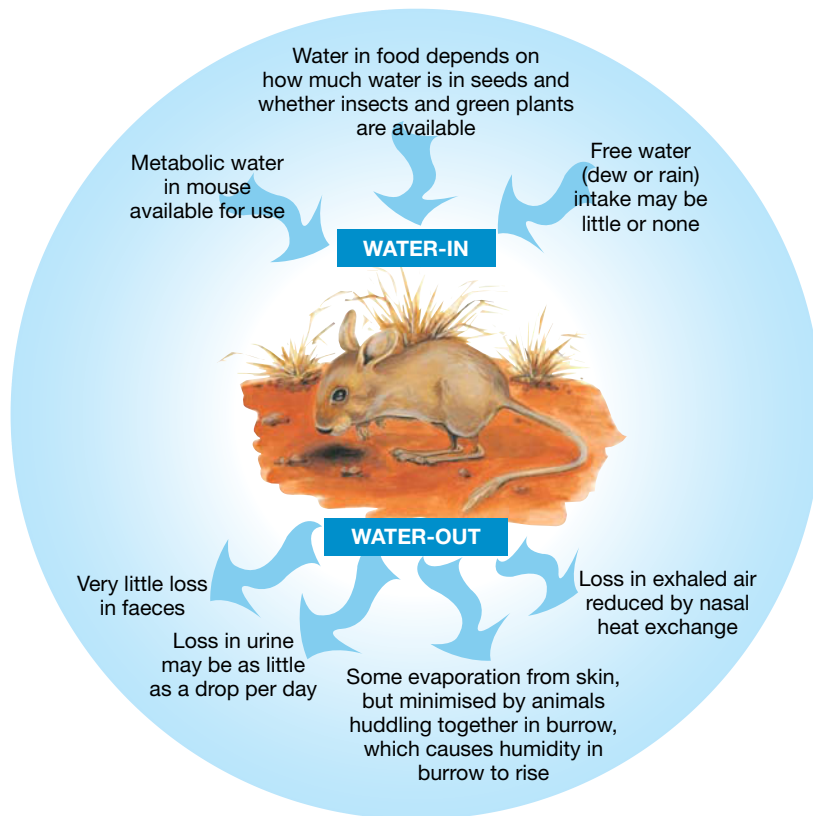 Water in food depends on
how much water is in seeds and
whether insects and green plants
are available
Metabolic water
in mouse
available for use
Free water
(dew or rain)
intake may be
little or none
WATER-IN
WATER-OUT
Very little loss
in faeces
Loss in urine
may be as little
as a drop per day
Some evaporation from skin,
but minimised by animals
huddling together in burrow,
which causes humidity in
burrow to rise
Loss in exhaled air
reduced by nasal
heat exchange